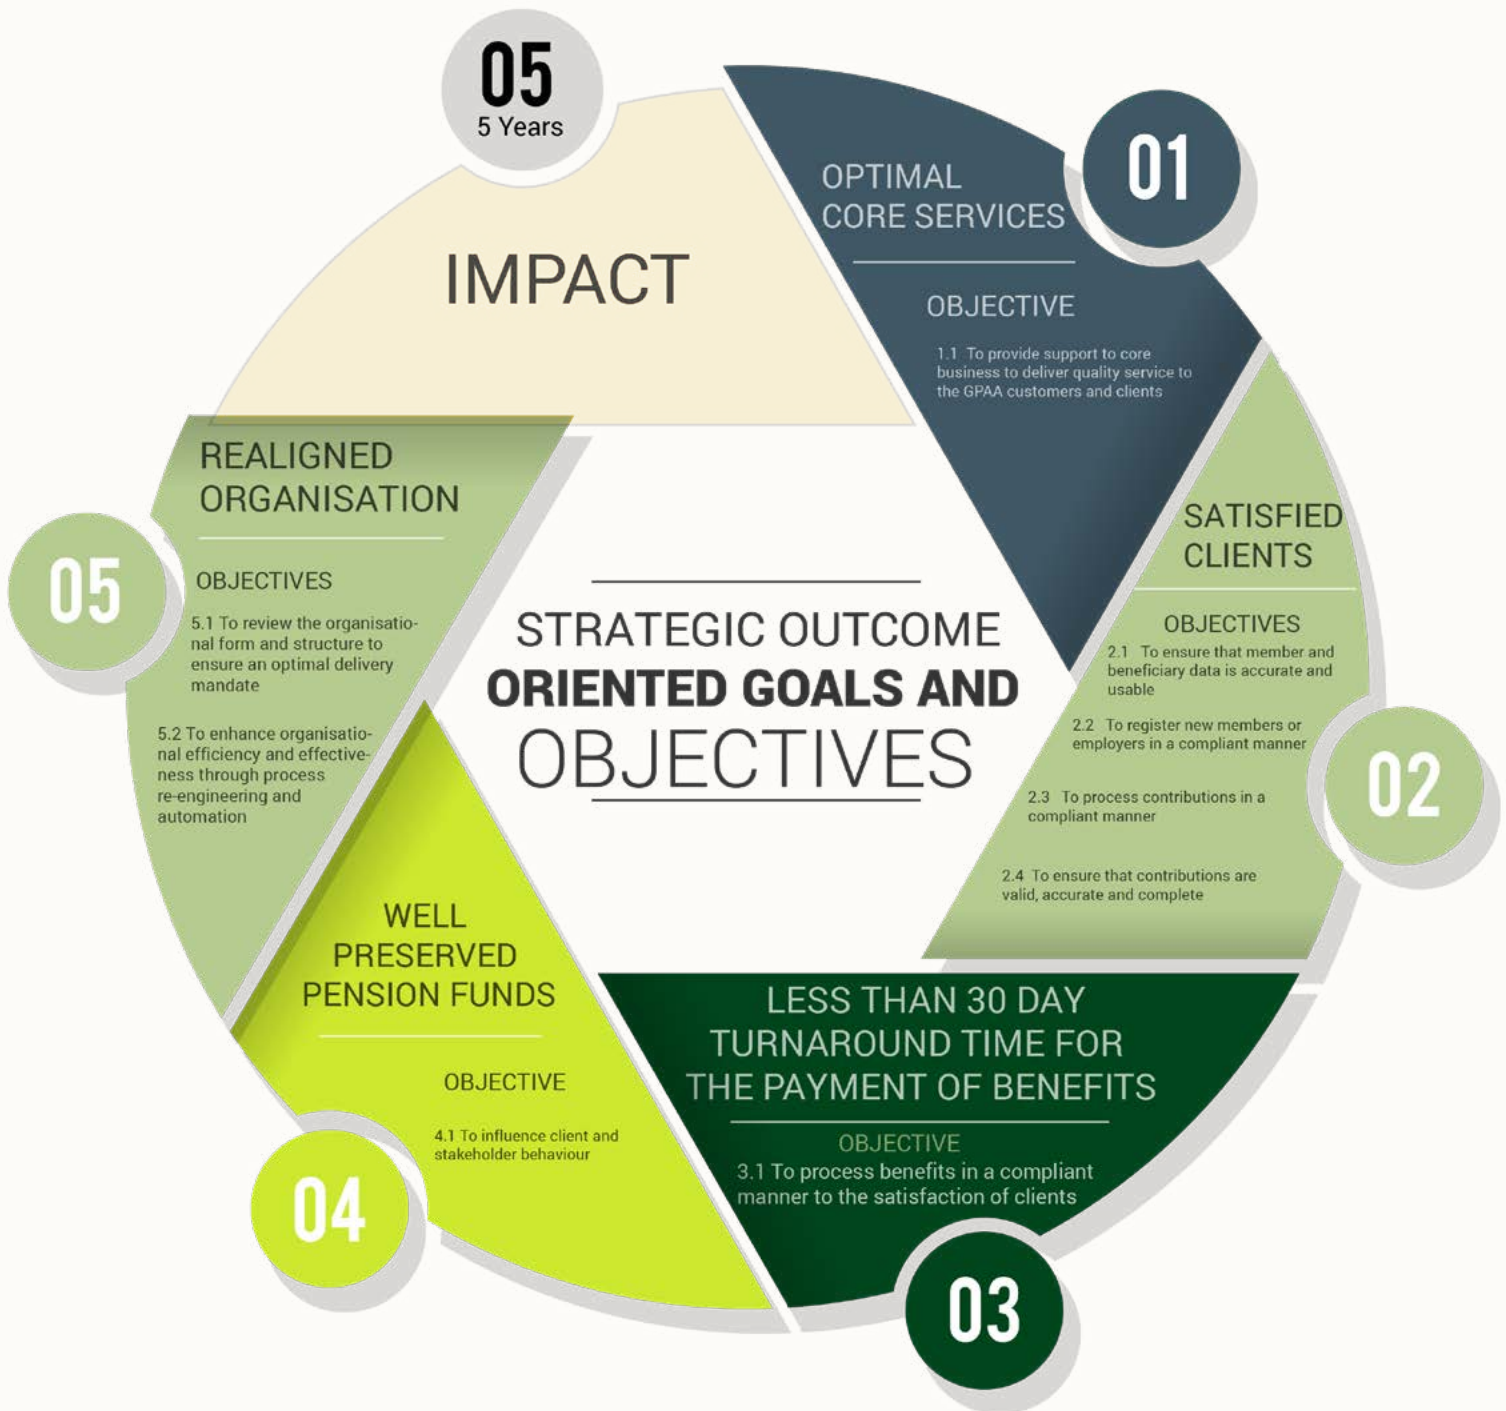 STRATEGIC OUTCOME
ORIENTED GOALS AND
OBJECTIVES
01
OPTIMAL
CORE SERVICES
OBJECTIVE
1.1 To provide support to core
business to deliver quality service to
the GPAA customers and clients
02
SATISFIED
CLIENTS
OBJECTIVES
2.1 To ensure that member and
beneficiary data is accurate and
usable
2.2 To register new members or
employers in a compliant manner
2.3 To process contributions in a
compliant manner
2.4 To ensure that contributions are
valid, accurate and complete
03
LESS THAN 30 DAY
TURNAROUND TIME FOR
THE PAYMENT OF BENEFITS
OBJECTIVE
3.1 To process benefits in a compliant
manner to the satisfaction of clients
04
WELL
PRESERVED
PENSION FUNDS
OBJECTIVE
4.1 To influence client and
stakeholder behaviour
05
REALIGNED
ORGANISATION
OBJECTIVES
5.1 To review the organisatio-
nal form and structure to
ensure an optimal delivery
mandate
5.2 To enhance organisatio-
nal efficiency and effective-
ness through process
re-engineering and
automation
05
5 Years
IMPACT